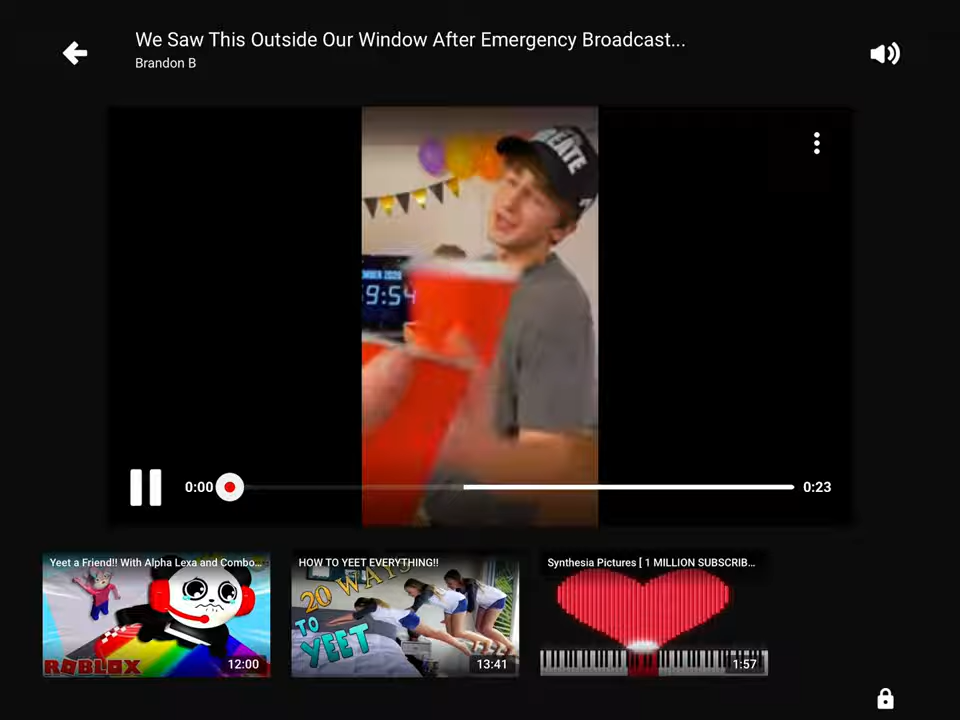 We Saw This Outside Our Window After Emergency Broadcast...
Brandon B
CREATE
9:54
0:00
0:23
Yeet a Friend!! With Alpha Lexa and Combo...
HOW TO YEET EVERYTHING!!
Synthesia Pictures [ 1 MILLION SUBSCRIB...
20 WAYS
TO
YEET
ROBLOX
12:00
13:41
1:57